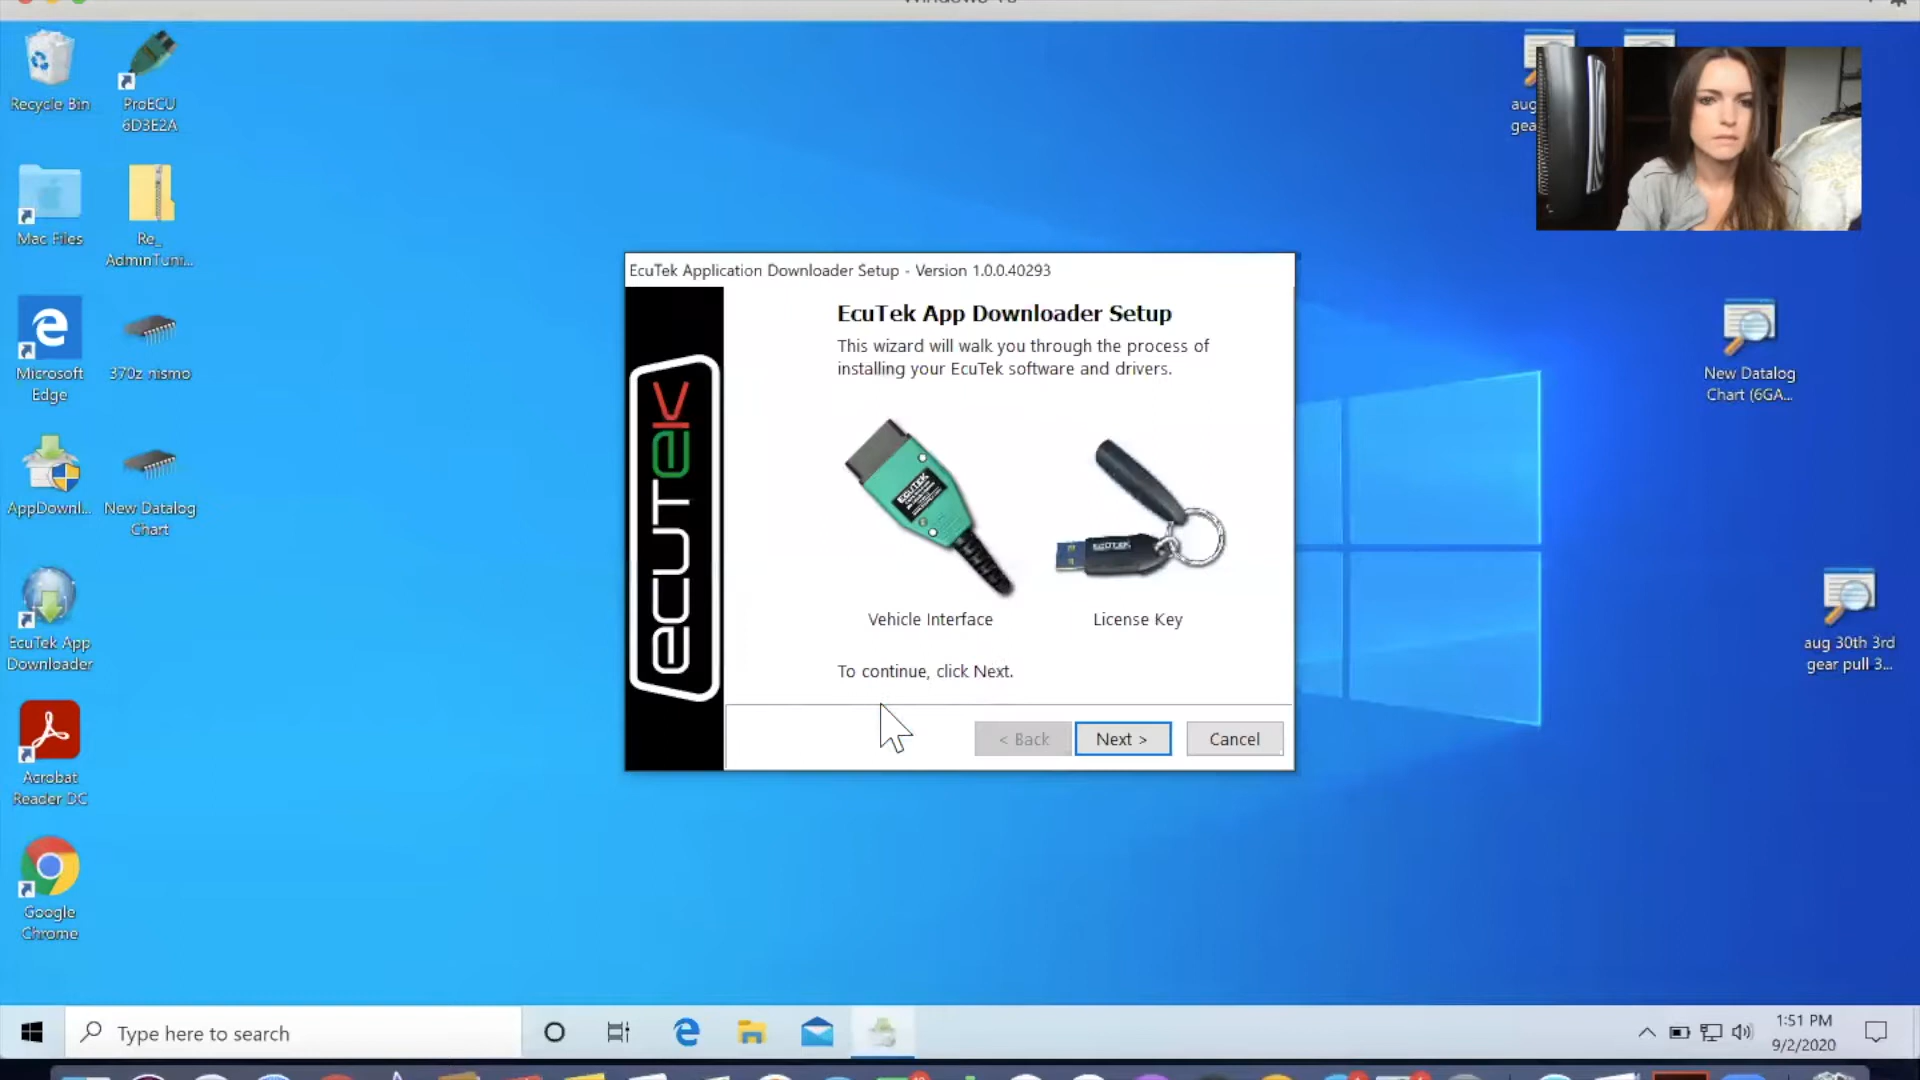 Recycle Bin
ProECU
6D3E2A
Mac Files
Re_
AdminTuni...
Microsoft
Edge
370z nismo
AppDownl...
New Datalog
Chart
EcuTek App
Downloader
Acrobat
Reader DC
Google
Chrome
aug
gea
New Datalog
Chart (6GA...
aug 30th 3rd
gear pull 3...
EcuTek Application Downloader Setup - Version 1.0.0.40293
ecuTek
EcuTek App Downloader Setup
This wizard will walk you through the process of
installing your EcuTek software and drivers.
ECUTEK
ECUTEK
Vehicle Interface
License Key
To continue, click Next.
< Back
Next >
Cancel
Type here to search
1:51 PM
9/2/2020